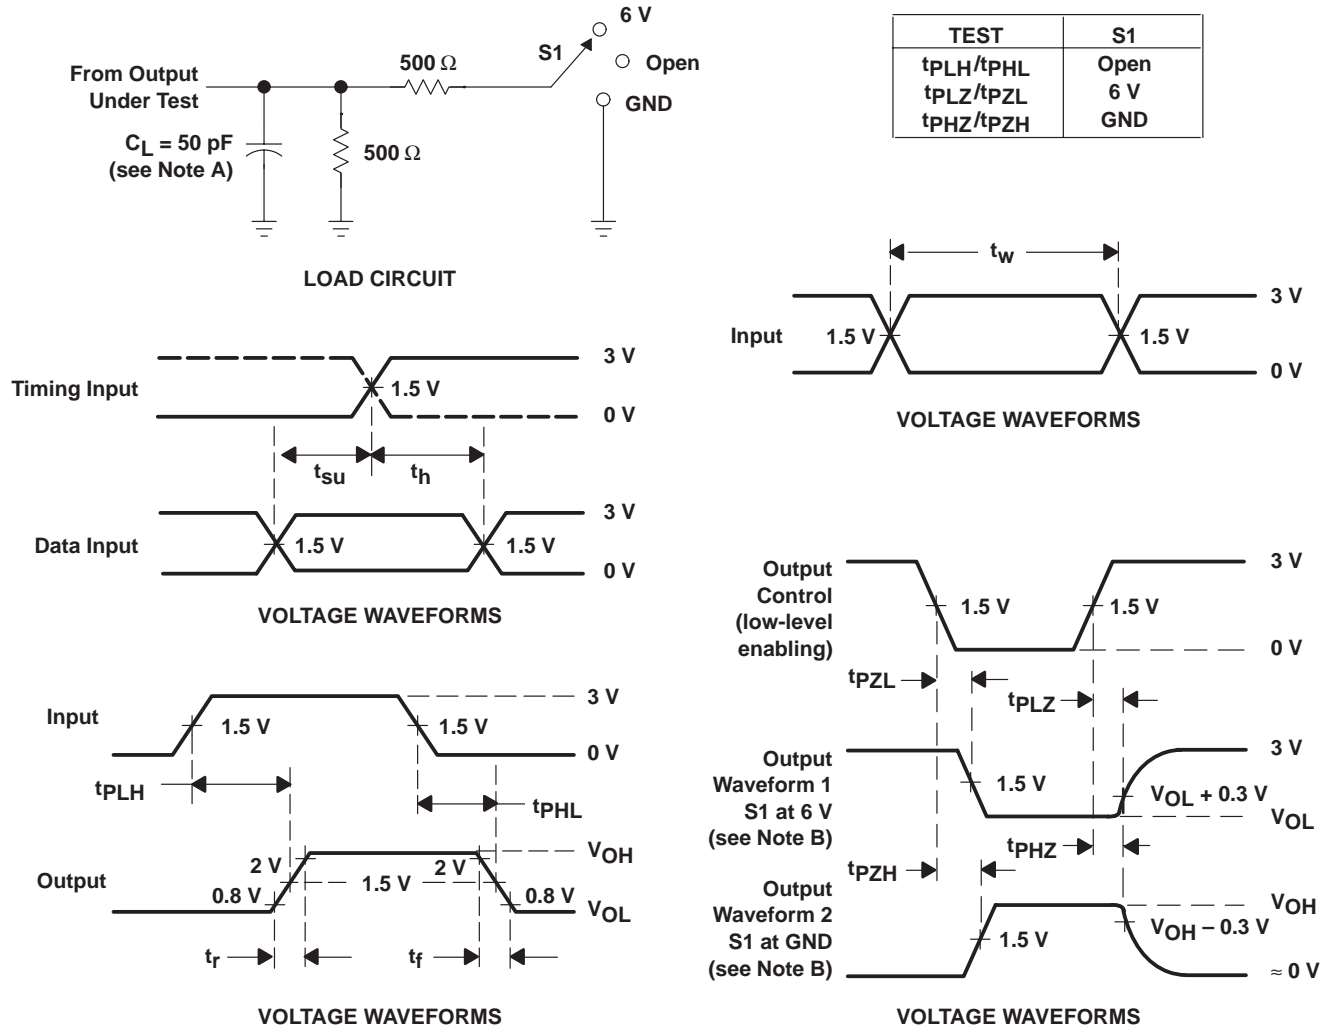 6 V
S1
Open
GND
500 Ω
From Output
Under Test
CL = 50 pF
(see Note A)
500 Ω
LOAD CIRCUIT
TEST S1
tPLH/tPHL Open
tPLZ/tPZL 6 V
tPHZ/tPZH GND
tw
3 V
Input
1.5 V
1.5 V
0 V
VOLTAGE WAVEFORMS
3 V
Timing Input
1.5 V
0 V
tsu
th
3 V
Data Input
1.5 V
1.5 V
0 V
VOLTAGE WAVEFORMS
3 V
Input
1.5 V
1.5 V
0 V
tPLH
tPHL
VOH
2 V
2 V
Output
1.5 V
0.8 V
0.8 V
VOL
tr
tf
VOLTAGE WAVEFORMS
3 V
Output
Control
(low-level
enabling)
1.5 V
1.5 V
0 V
tPZL
tPLZ
3 V
Output
Waveform 1
S1 at 6 V
(see Note B)
1.5 V
VOL + 0.3 V
VOL
tPHZ
tPZH
Output
Waveform 2
S1 at GND
(see Note B)
1.5 V
VOH
VOH – 0.3 V
≈ 0 V
VOLTAGE WAVEFORMS